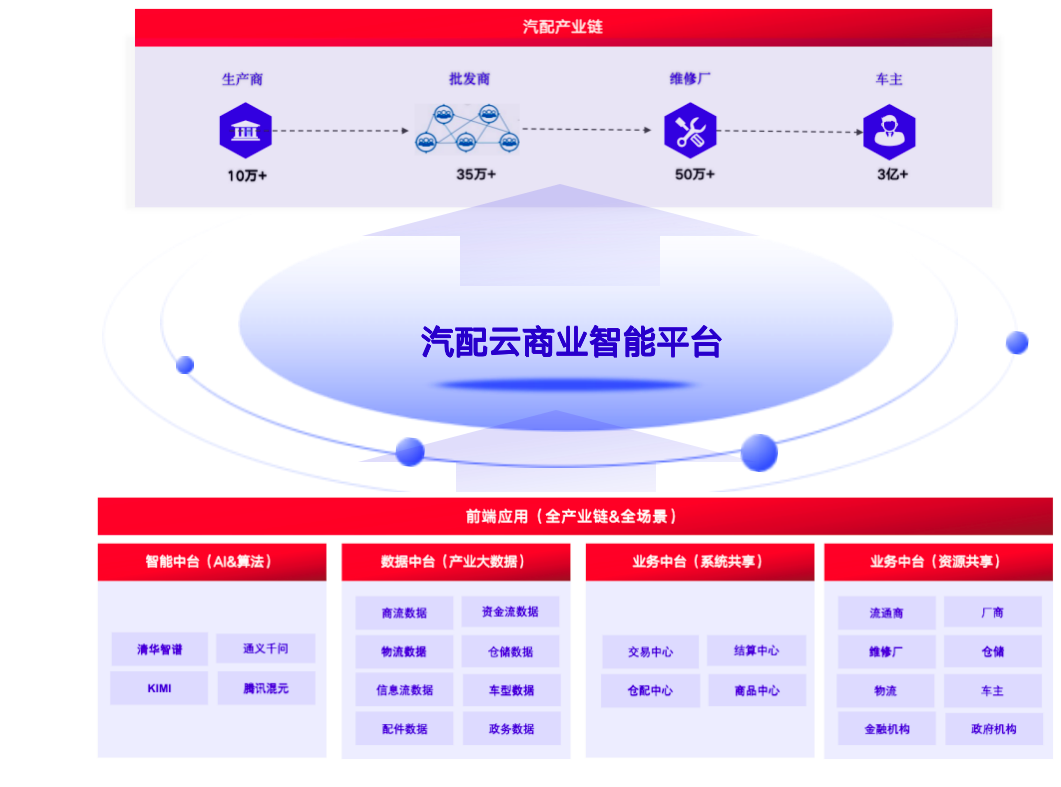 汽配产业链
生产商 批发商 维修厂 车主
10万+ 35万+ 50万+ 3亿+
汽配云商业智能平台
前端应用（全产业链&全场景）
智能中台（AI&算法）
清华智谱 通义千问
KIMI 腾讯混元
数据中台（产业大数据）
商流数据 资金流数据
物流数据 仓储数据
信息流数据 车型数据
配件数据 政务数据
业务中台（系统共享）
交易中心 结算中心
仓配中心 商品中心
业务中台（资源共享）
流通商 厂商
维修厂 仓储
物流 车主
金融机构 政府机构